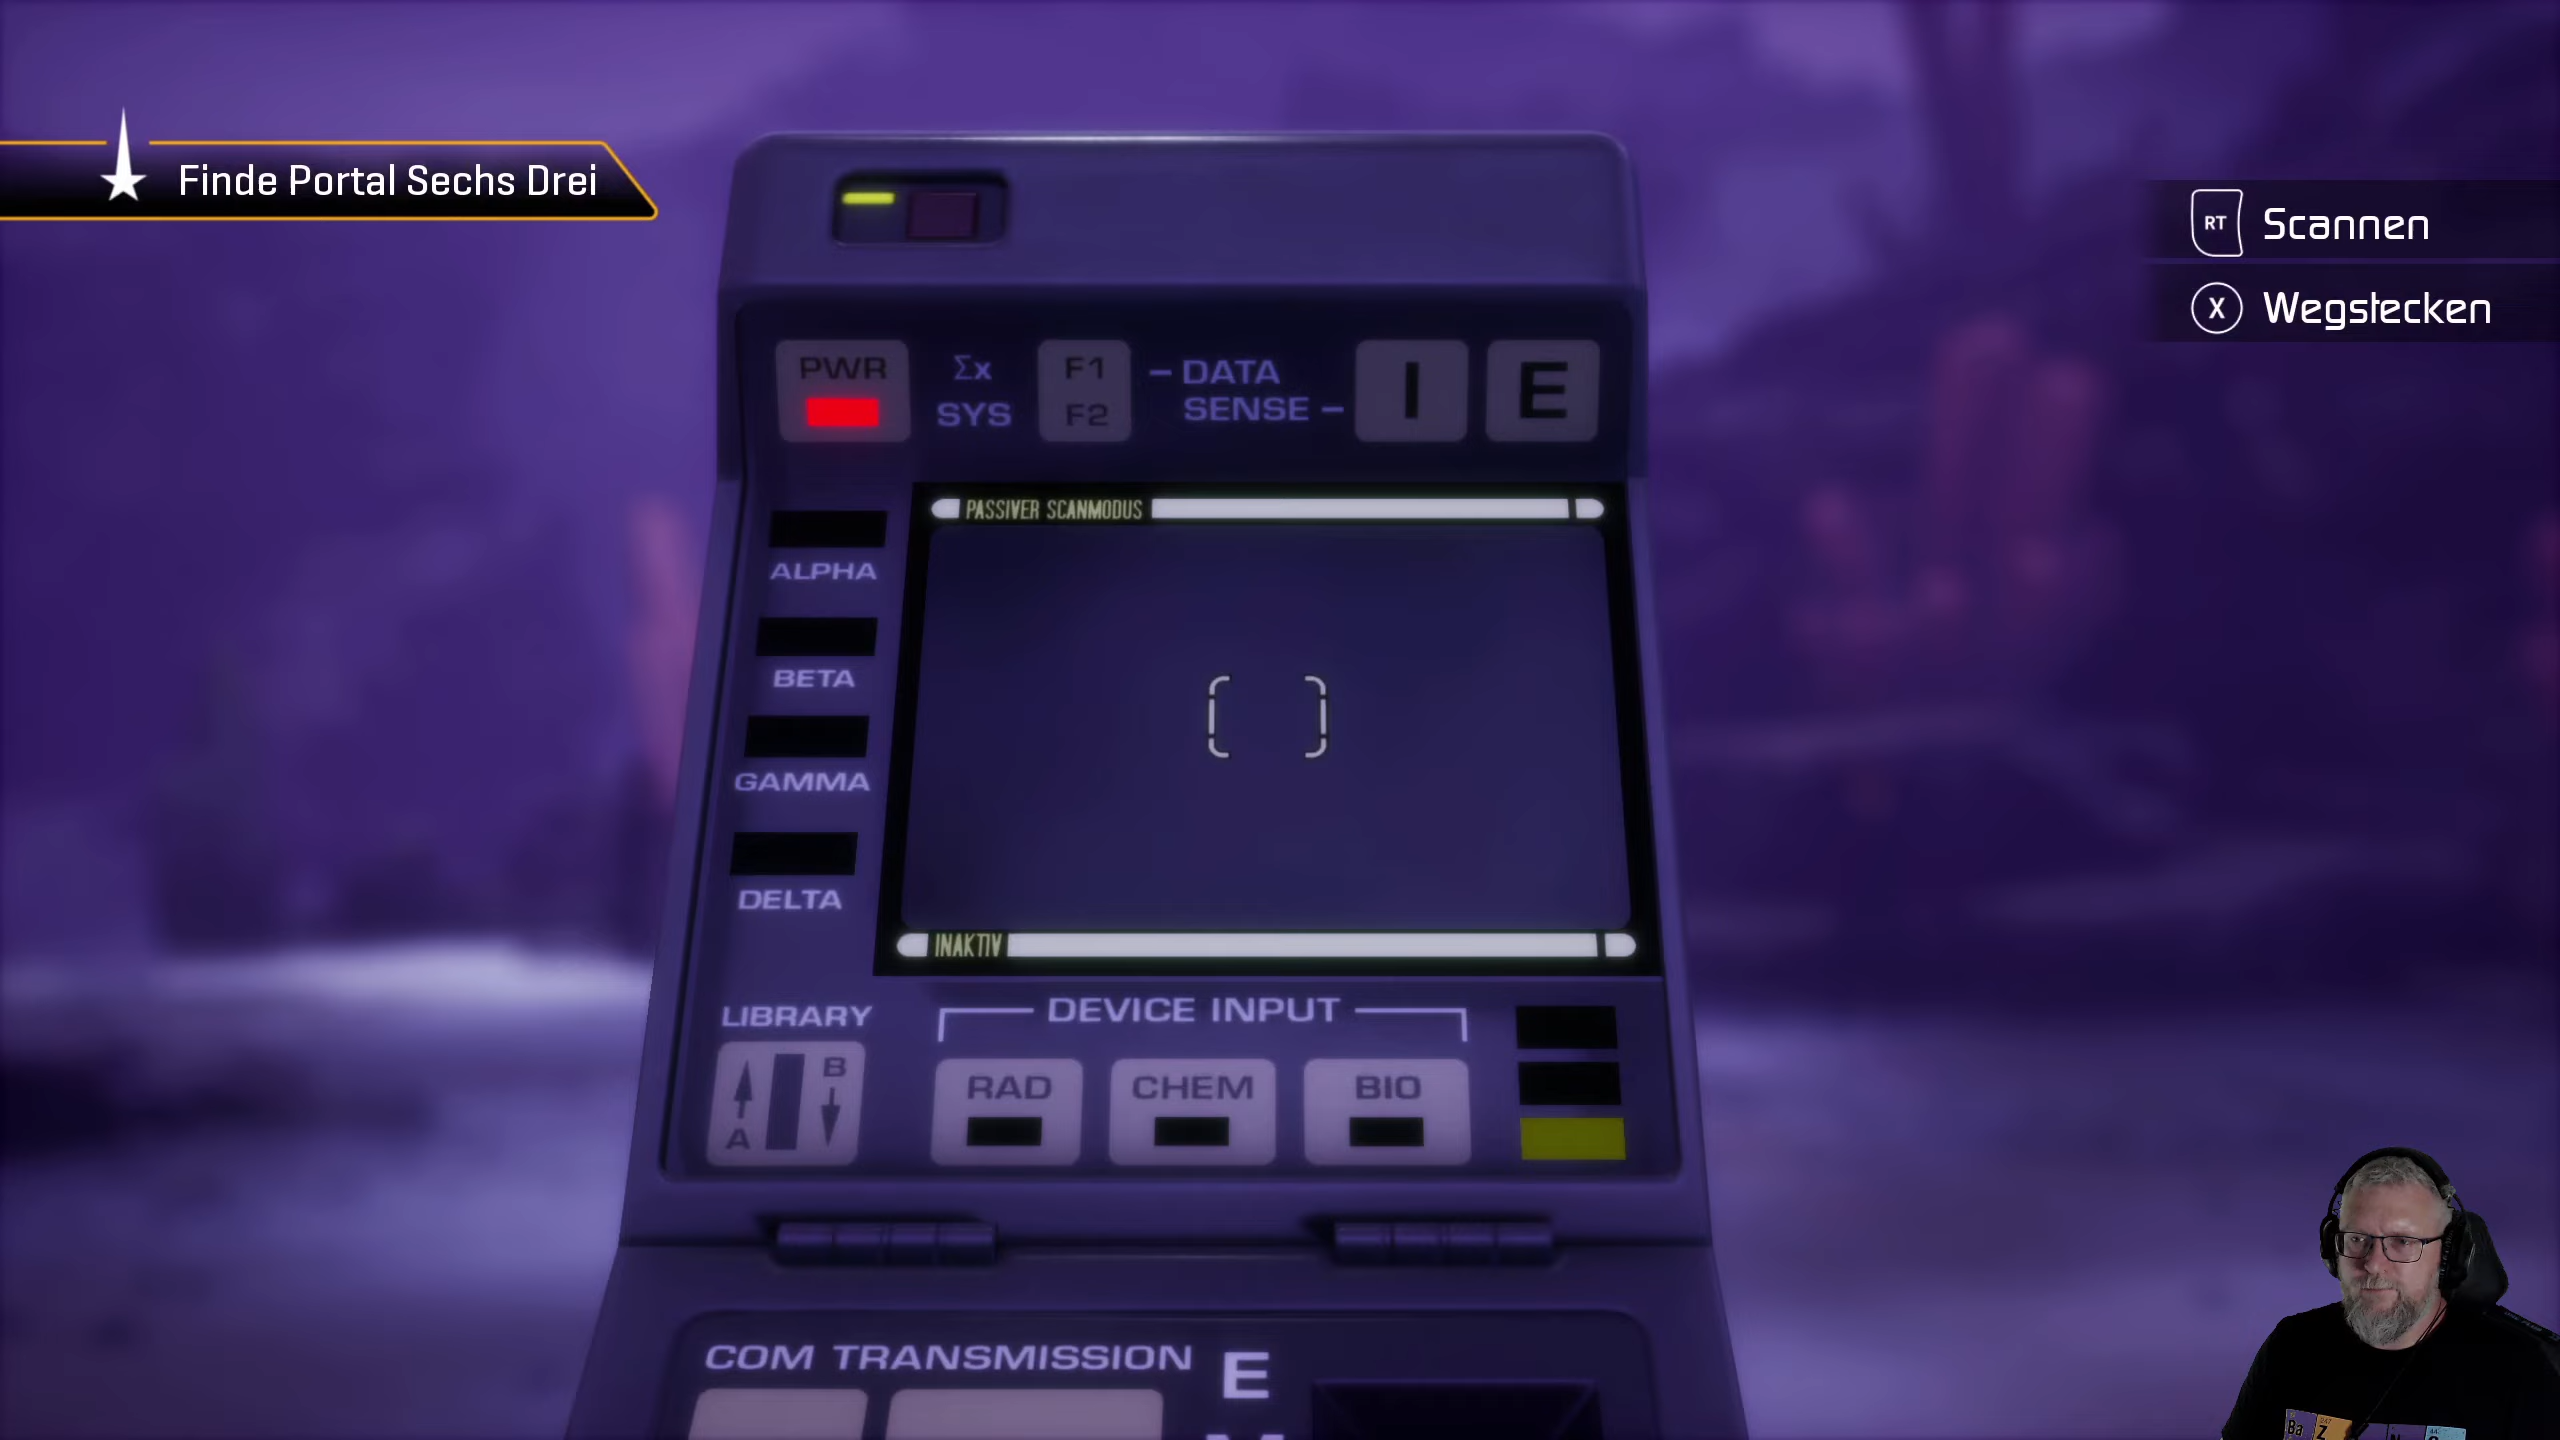 Finde Portal Sechs Drei
RT Scannen
X Wegstecken
PWR
Σx
SYS
F1
F2
– DATA
SENSE –
I
E
PASSIVER SCANMODUS
ALPHA
BETA
GAMMA
DELTA
INAKTIV
LIBRARY
A
B
DEVICE INPUT
RAD
CHEM
BIO
COM TRANSMISSION
E
Ba
Z